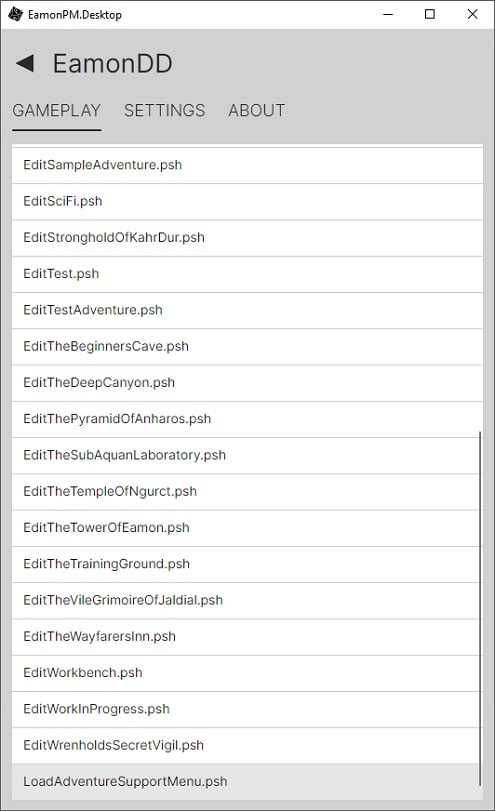 EamonPM.Desktop
EamonDD
GAMEPLAY SETTINGS ABOUT
EditSampleAdventure.psh
EditSciFi.psh
EditStrongholdOfKahrDur.psh
EditTest.psh
EditTestAdventure.psh
EditTheBeginnersCave.psh
EditTheDeepCanyon.psh
EditThePyramidOfAnharos.psh
EditTheSubAquanLaboratory.psh
EditTheTempleOfNgurct.psh
EditTheTowerOfEamon.psh
EditTheTrainingGround.psh
EditTheVileGrimoireOfJaldial.psh
EditTheWayfarersInn.psh
EditWorkbench.psh
EditWorkInProgress.psh
EditWrenholdsSecretVigil.psh
LoadAdventureSupportMenu.psh